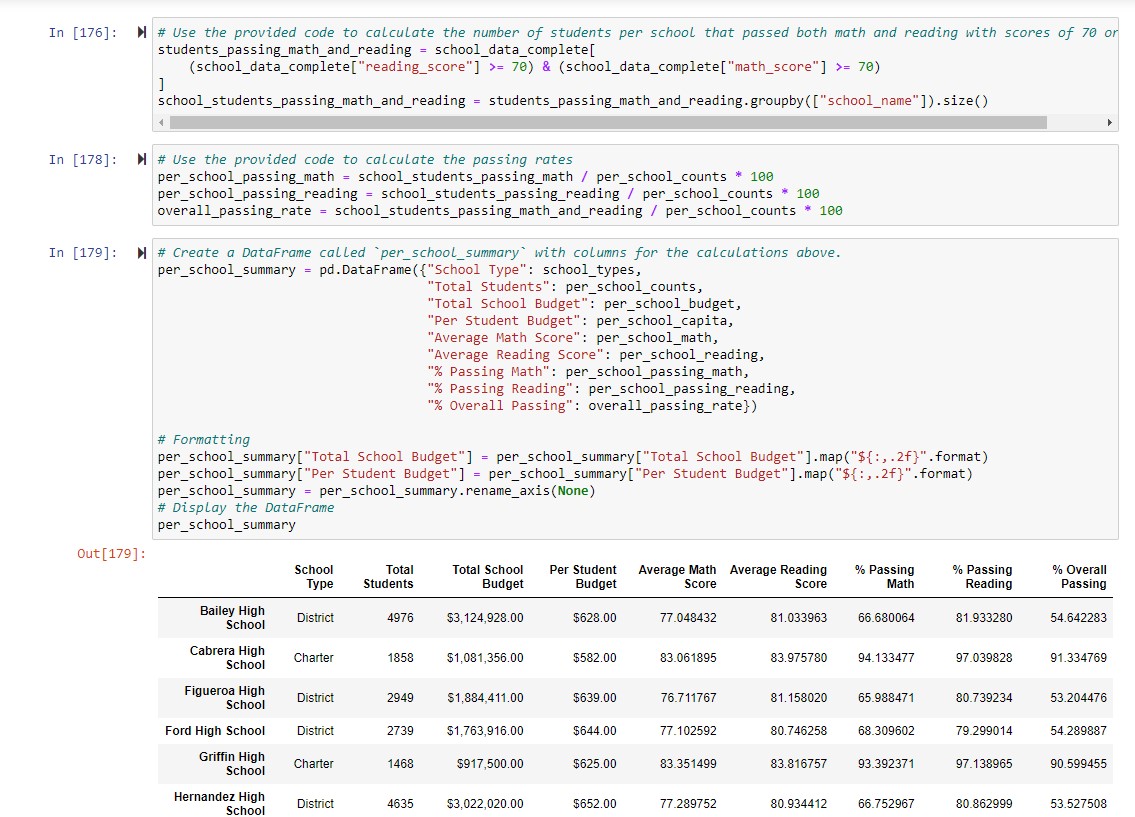 In [176]:
# Use the provided code to calculate the number of students per school that passed both math and reading with scores of 70 or
students_passing_math_and_reading = school_data_complete[
    (school_data_complete["reading_score"] >= 70) & (school_data_complete["math_score"] >= 70)
]
school_students_passing_math_and_reading = students_passing_math_and_reading.groupby(["school_name"]).size()
In [178]:
# Use the provided code to calculate the passing rates
per_school_passing_math = school_students_passing_math / per_school_counts * 100
per_school_passing_reading = school_students_passing_reading / per_school_counts * 100
overall_passing_rate = school_students_passing_math_and_reading / per_school_counts * 100
In [179]:
# Create a DataFrame called `per_school_summary` with columns for the calculations above.
per_school_summary = pd.DataFrame({"School Type": school_types,
                                   "Total Students": per_school_counts,
                                   "Total School Budget": per_school_budget,
                                   "Per Student Budget": per_school_capita,
                                   "Average Math Score": per_school_math,
                                   "Average Reading Score": per_school_reading,
                                   "% Passing Math": per_school_passing_math,
                                   "% Passing Reading": per_school_passing_reading,
                                   "% Overall Passing": overall_passing_rate})
# Formatting
per_school_summary["Total School Budget"] = per_school_summary["Total School Budget"].map("${:,.2f}".format)
per_school_summary["Per Student Budget"] = per_school_summary["Per Student Budget"].map("${:,.2f}".format)
per_school_summary = per_school_summary.rename_axis(None)
# Display the DataFrame
per_school_summary
Out[179]:
School Total Total School Per Student Average Math Average Reading % Passing % Passing % Overall
Type Students Budget Budget Score Score Math Reading Passing
Bailey High
School District 4976 $3,124,928.00 $628.00 77.048432 81.033963 66.680064 81.933280 54.642283
Cabrera High
School Charter 1858 $1,081,356.00 $582.00 83.061895 83.975780 94.133477 97.039828 91.334769
Figueroa High
School District 2949 $1,884,411.00 $639.00 76.711767 81.158020 65.988471 80.739234 53.204476
Ford High School District 2739 $1,763,916.00 $644.00 77.102592 80.746258 68.309602 79.299014 54.289887
Griffin High
School Charter 1468 $917,500.00 $625.00 83.351499 83.816757 93.392371 97.138965 90.599455
Hernandez High
School District 4635 $3,022,020.00 $652.00 77.289752 80.934412 66.752967 80.862999 53.527508